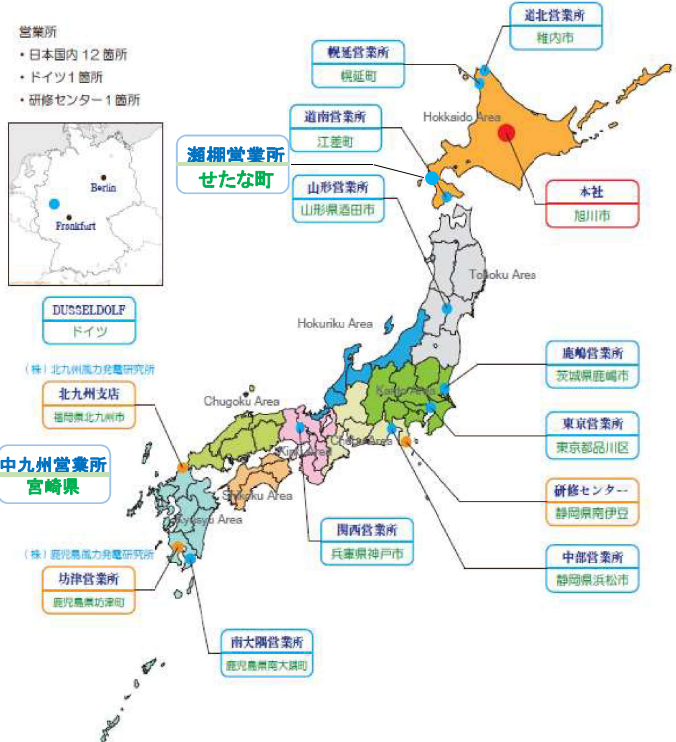 営業所
・日本国内 12 箇所
・ドイツ1箇所
・研修センター1箇所
道北営業所
稚内市
幌延営業所
幌延町
道南営業所
江差町
Hokkaido Area
瀬棚営業所
せたな町
本社
旭川市
山形営業所
山形県酒田市
Berlin
Frankfurt
DUSSELDOLF
ドイツ
Tohoku Area
Hokuriku Area
鹿嶋営業所
茨城県鹿嶋市
(株)北九州風力発電研究所
北九州支店
福岡県北九州市
Chugoku Area
Kanto Area
東京営業所
東京都品川区
Chubu Area
Kinki Area
中九州営業所
宮崎県
Shikoku Area
研修センター
静岡県南伊豆
Kyusyu Area
関西営業所
兵庫県神戸市
中部営業所
静岡県浜松市
(株)鹿児島風力発電研究所
坊津営業所
鹿児島県坊津町
南大隅営業所
鹿児島県南大隅町